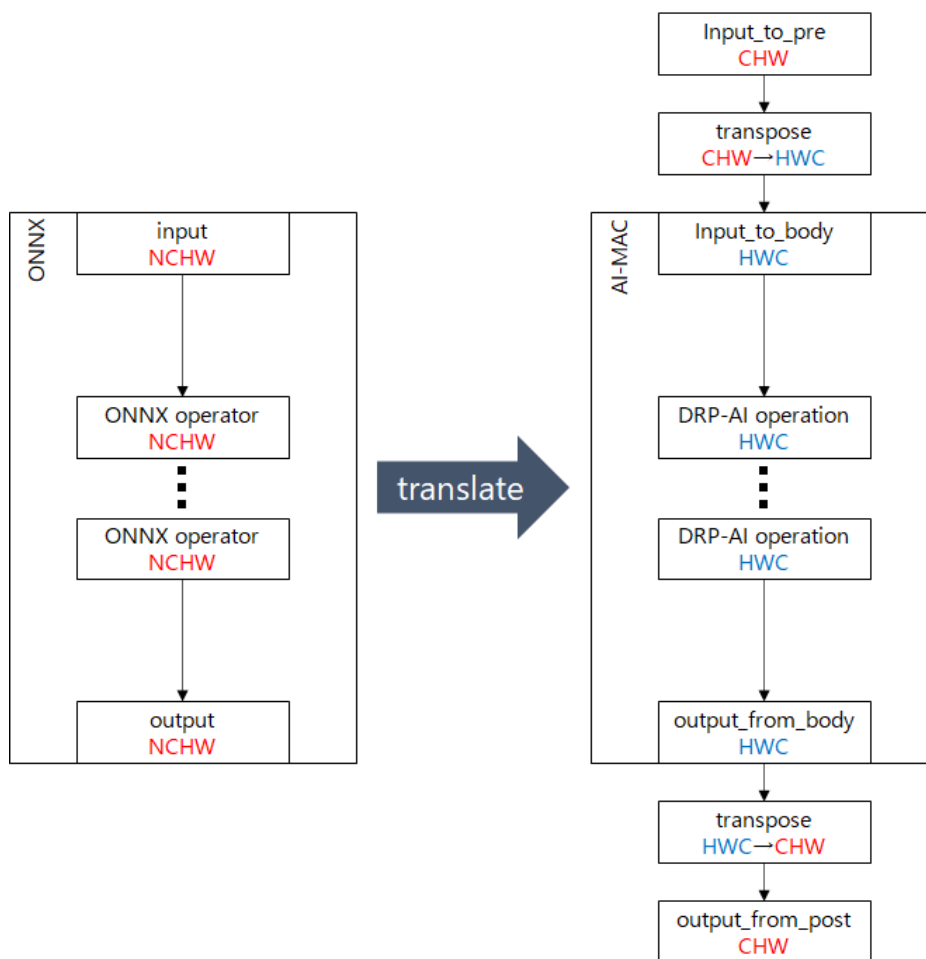 ONNX
input
NCHW
ONNX operator
NCHW
ONNX operator
NCHW
output
NCHW
translate
Input_to_pre
CHW
transpose
CHW→HWC
AI-MAC
Input_to_body
HWC
DRP-AI operation
HWC
DRP-AI operation
HWC
output_from_body
HWC
transpose
HWC→CHW
output_from_post
CHW